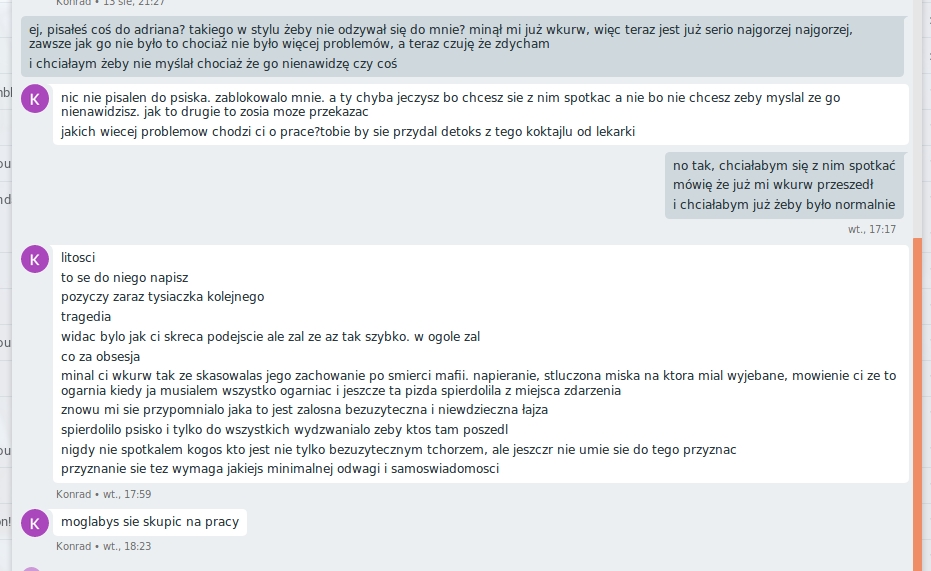 Konrad • 13 sie, 21:27
ej, pisałeś coś do adriana? takiego w stylu żeby nie odzywał się do mnie? minął mi już wkurw, więc teraz jest już serio najgorzej najgorzej,
zawsze jak go nie było to chociaż nie było więcej problemów, a teraz czuję że zdycham
i chciałaym żeby nie myślał chociaż że go nienawidzę czy coś
K
nic nie pisalen do psiska. zablokowalo mnie. a ty chyba jeczysz bo chcesz sie z nim spotkac a nie bo nie chcesz zeby myslal ze go
nienawidzisz. jak to drugie to zosia moze przekazac
jakich wiecej problemow chodzi ci o prace?tobie by sie przydal detoks z tego koktajlu od lekarki
no tak, chciałabym się z nim spotkać
mówię że już mi wkurw przeszedł
i chciałabym już żeby było normalnie
wt., 17:17
K
litosci
to se do niego napisz
pozyczy zaraz tysiaczka kolejnego
tragedia
widac bylo jak ci skreca podejscie ale zal ze az tak szybko. w ogole zal
co za obsesja
minal ci wkurw tak ze skasowalas jego zachowanie po smierci mafii. napieranie, stluczona miska na ktora mial wyjebane, mowienie ci ze to
ogarnia kiedy ja musialem wszystko ogarniac i jeszcze ta pizda spierdolila z miejsca zdarzenia
znowu mi sie przypomnialo jaka to jest zalosna bezuzyteczna i niewdzieczna łajza
spierdolilo psisko i tylko do wszystkich wydzwanialo zeby ktos tam poszedl
nigdy nie spotkalem kogos kto jest nie tylko bezuzytecznym tchorzem, ale jeszczr nie umie sie do tego przyznac
przyznanie sie tez wymaga jakiejs minimalnej odwagi i samoswiadomosci
Konrad • wt., 17:59
K
moglabys sie skupic na pracy
Konrad • wt., 18:23